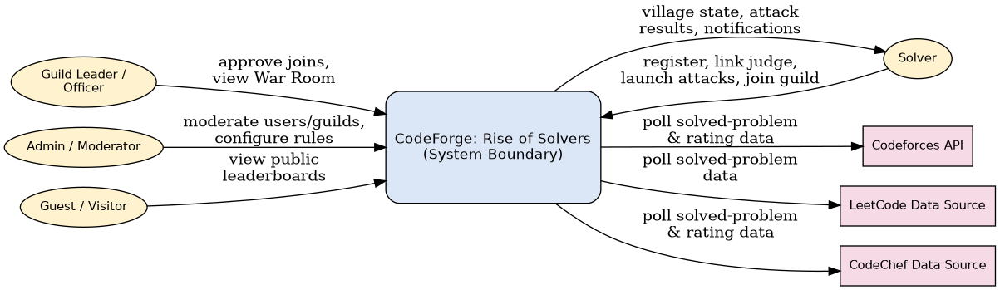 village state, attack
results, notifications
Solver
register, link judge,
launch attacks, join guild
Guild Leader /
Officer
approve joins,
view War Room
Admin / Moderator
moderate users/guilds,
configure rules
Guest / Visitor
view public
leaderboards
CodeForge: Rise of Solvers
(System Boundary)
poll solved-problem
& rating data
Codeforces API
poll solved-problem
data
LeetCode Data Source
poll solved-problem
& rating data
CodeChef Data Source